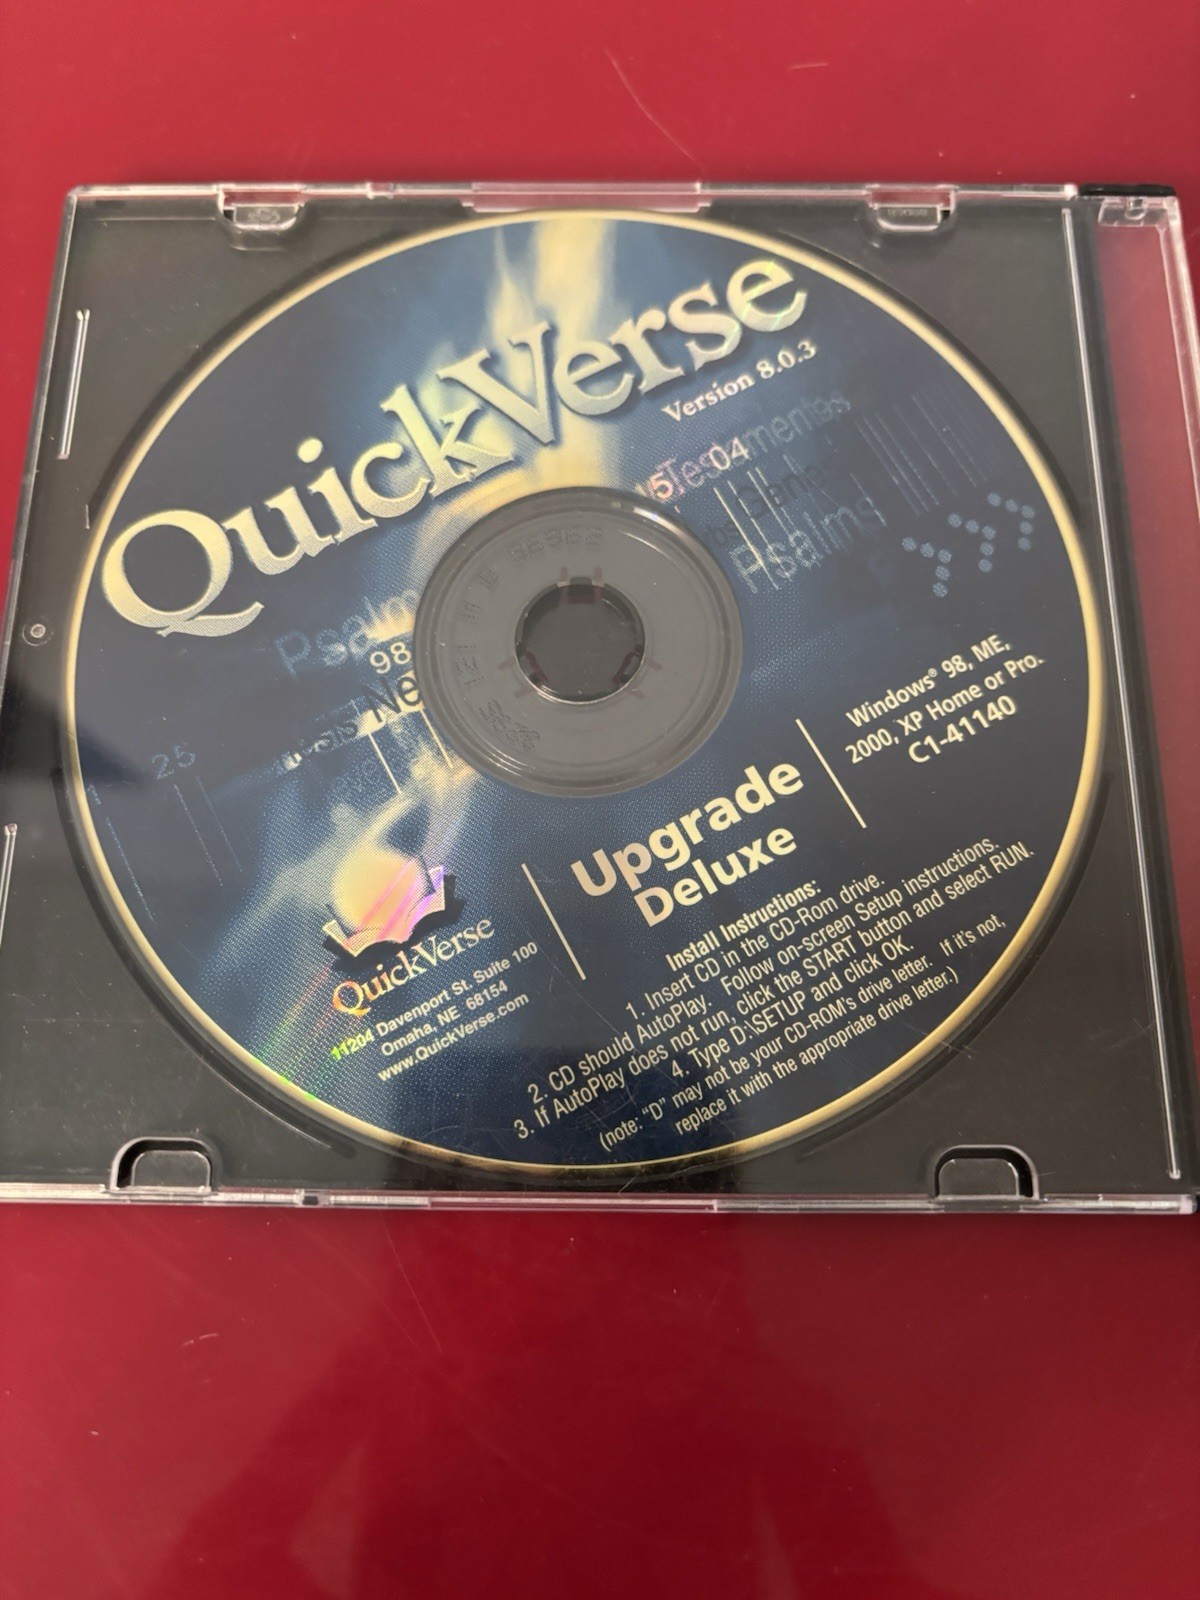 QuickVerse
Version 8.0.3
04
Psalms
98
25
Windows® 98, ME,
2000, XP Home or Pro.
C1-41140
Upgrade
Deluxe
QuickVerse
11204 Davenport St. Suite 100
Omaha, NE 68154
www.QuickVerse.com
Install Instructions:
1. Insert CD in the CD-Rom drive.
2. CD should AutoPlay. Follow on-screen Setup instructions.
3. If AutoPlay does not run, click the START button and select RUN.
4. Type D:\SETUP and click OK.
(note: "D" may not be your CD-ROM's drive letter. If it's not,
replace it with the appropriate drive letter.)